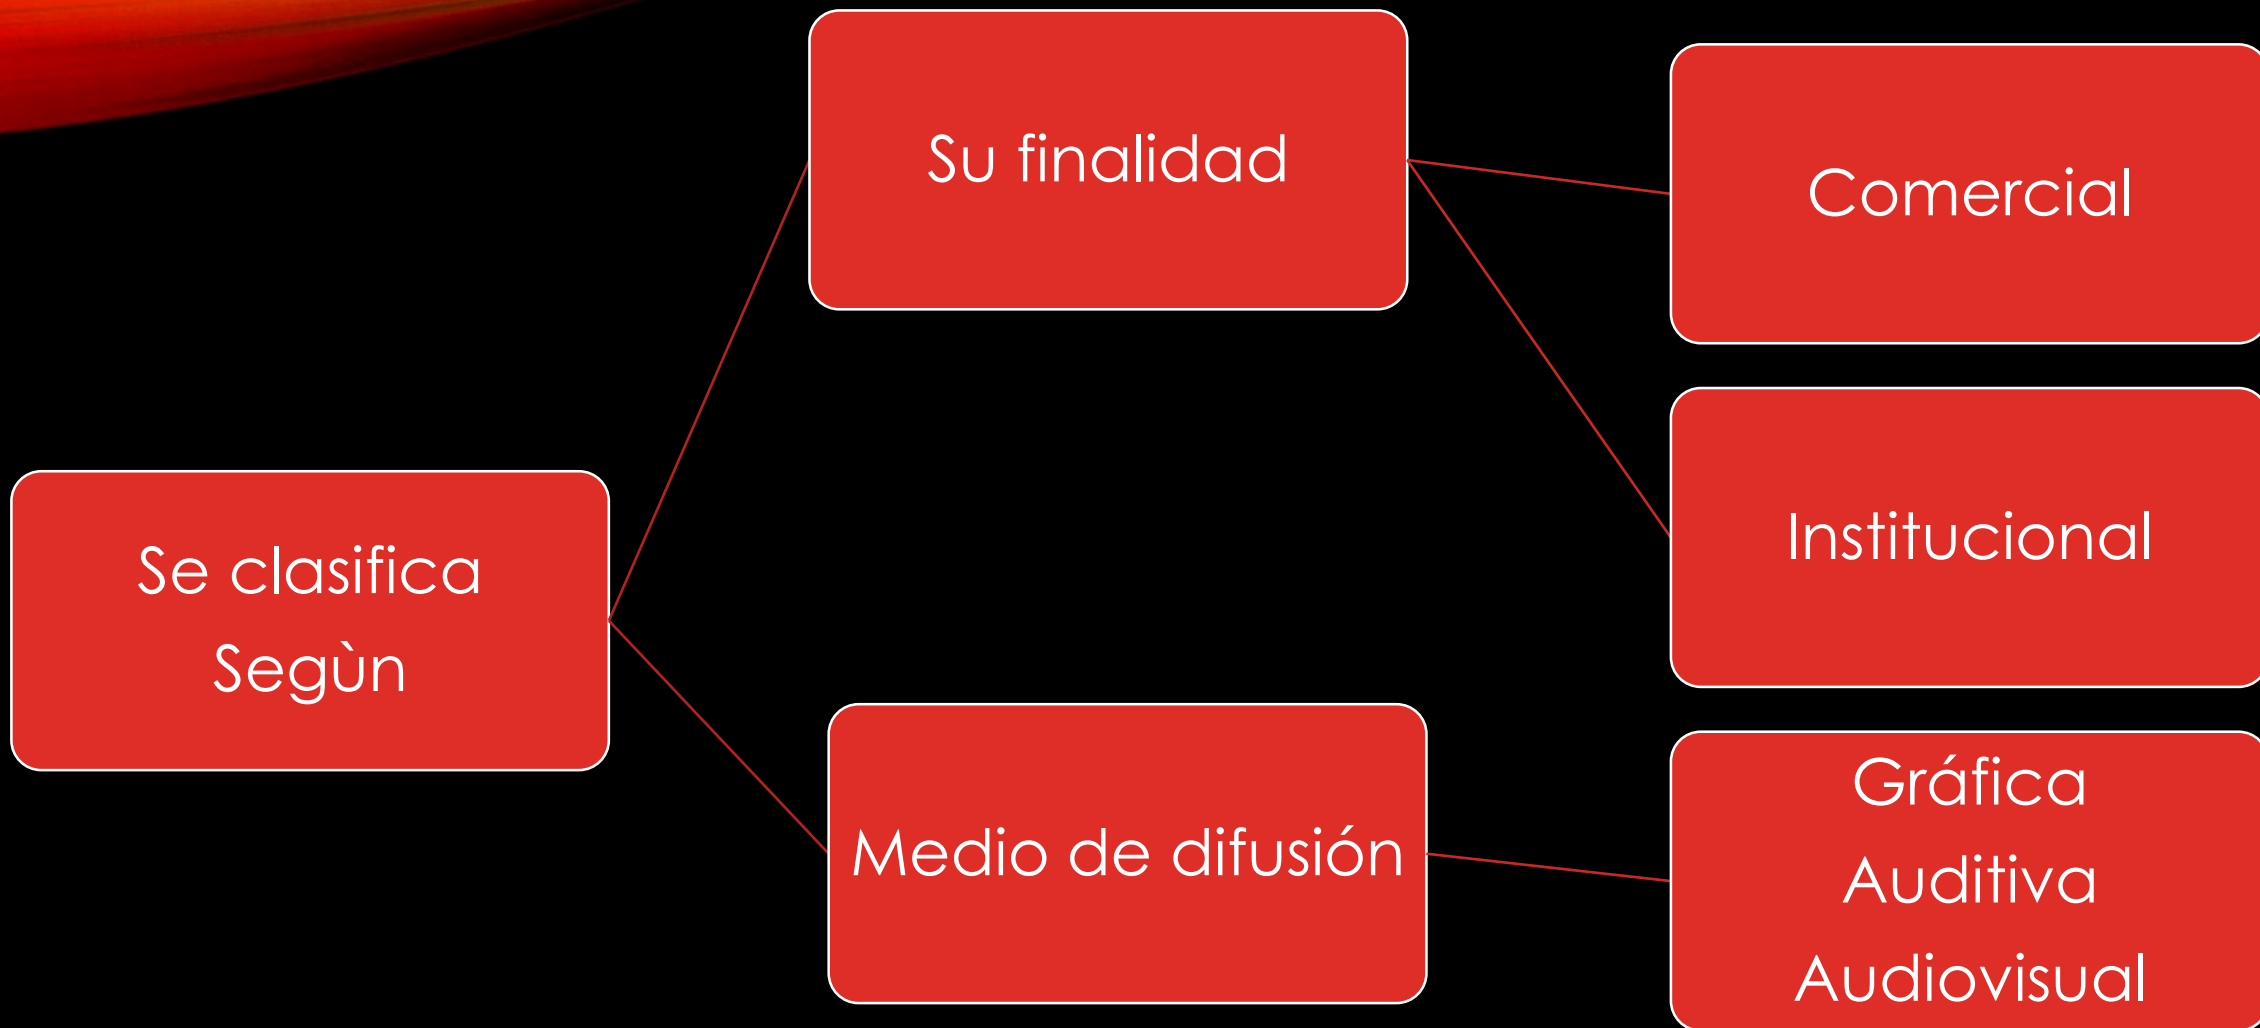 Se clasifica
Segùn
Su finalidad
Comercial
Institucional
Medio de difusión
Gráfica
Auditiva
Audiovisual